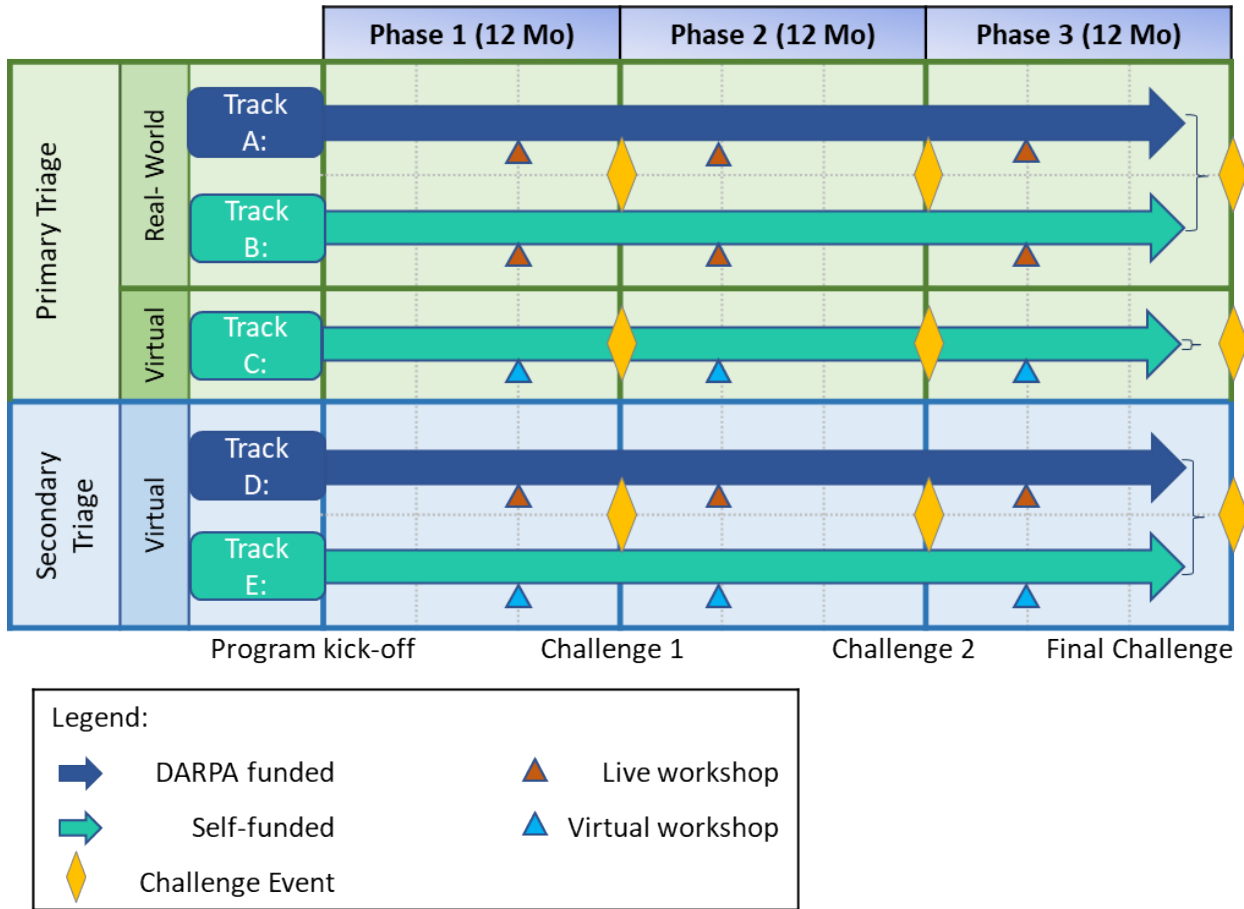 Phase 1 (12 Mo)
Phase 2 (12 Mo)
Phase 3 (12 Mo)
Primary Triage
Real- World
Track
A:
Track
B:
Virtual
Track
C:
Secondary
Triage
Virtual
Track
D:
Track
E:
Program kick-off
Challenge 1
Challenge 2
Final Challenge
Legend:
DARPA funded
Live workshop
Self-funded
Virtual workshop
Challenge Event